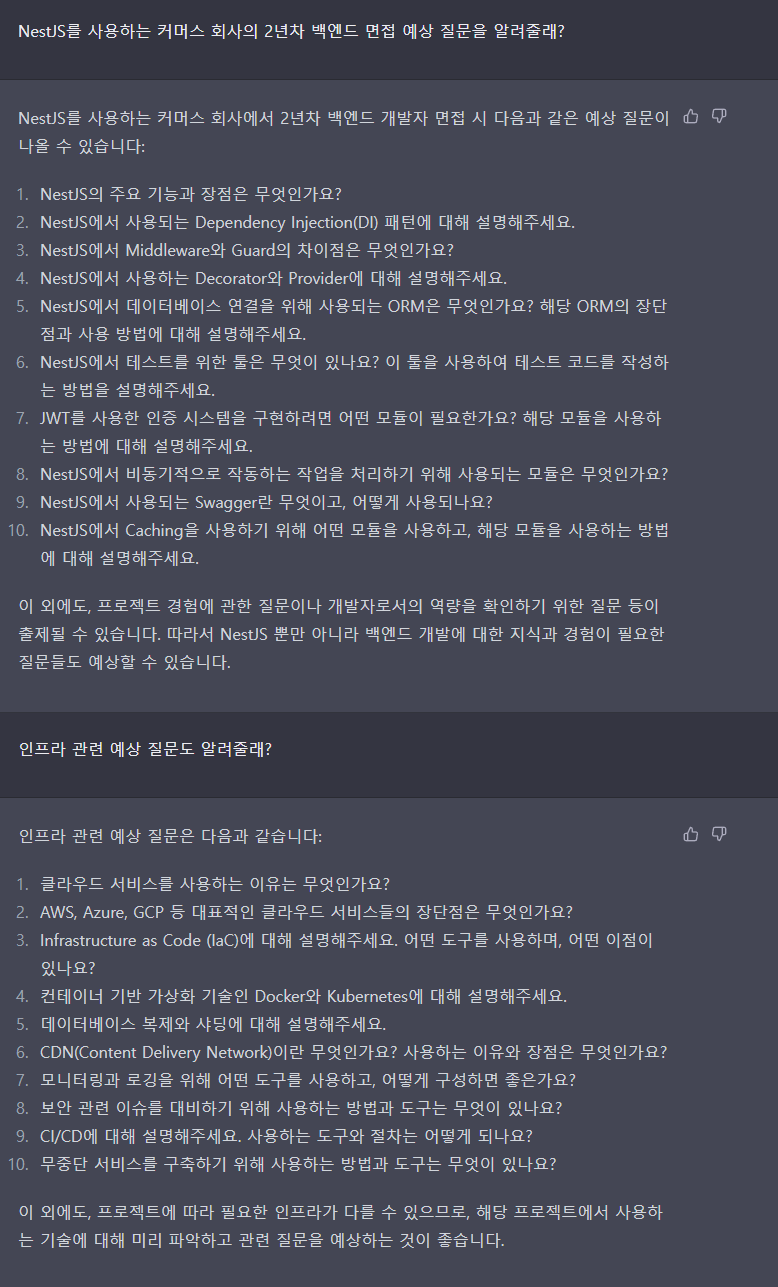 NestJS를 사용하는 커머스 회사의 2년차 백엔드 면접 예상 질문을 알려줄래?
NestJS를 사용하는 커머스 회사에서 2년차 백엔드 개발자 면접 시 다음과 같은 예상 질문이
나올 수 있습니다:
1. NestJS의 주요 기능과 장점은 무엇인가요?
2. NestJS에서 사용되는 Dependency Injection(DI) 패턴에 대해 설명해주세요.
3. NestJS에서 Middleware와 Guard의 차이점은 무엇인가요?
4. NestJS에서 사용하는 Decorator와 Provider에 대해 설명해주세요.
5. NestJS에서 데이터베이스 연결을 위해 사용되는 ORM은 무엇인가요? 해당 ORM의 장단
점과 사용 방법에 대해 설명해주세요.
6. NestJS에서 테스트를 위한 툴은 무엇이 있나요? 이 툴을 사용하여 테스트 코드를 작성하
는 방법을 설명해주세요.
7. JWT를 사용한 인증 시스템을 구현하려면 어떤 모듈이 필요한가요? 해당 모듈을 사용하
는 방법에 대해 설명해주세요.
8. NestJS에서 비동기적으로 작동하는 작업을 처리하기 위해 사용되는 모듈은 무엇인가요?
9. NestJS에서 사용되는 Swagger란 무엇이고, 어떻게 사용되나요?
10. NestJS에서 Caching을 사용하기 위해 어떤 모듈을 사용하고, 해당 모듈을 사용하는 방법
에 대해 설명해주세요.
이 외에도, 프로젝트 경험에 관한 질문이나 개발자로서의 역량을 확인하기 위한 질문 등이
출제될 수 있습니다. 따라서 NestJS 뿐만 아니라 백엔드 개발에 대한 지식과 경험이 필요한
질문들도 예상할 수 있습니다.
인프라 관련 예상 질문도 알려줄래?
인프라 관련 예상 질문은 다음과 같습니다:
1. 클라우드 서비스를 사용하는 이유는 무엇인가요?
2. AWS, Azure, GCP 등 대표적인 클라우드 서비스들의 장단점은 무엇인가요?
3. Infrastructure as Code (IaC)에 대해 설명해주세요. 어떤 도구를 사용하며, 어떤 이점이
있나요?
4. 컨테이너 기반 가상화 기술인 Docker와 Kubernetes에 대해 설명해주세요.
5. 데이터베이스 복제와 샤딩에 대해 설명해주세요.
6. CDN(Content Delivery Network)이란 무엇인가요? 사용하는 이유와 장점은 무엇인가요?
7. 모니터링과 로깅을 위해 어떤 도구를 사용하고, 어떻게 구성하면 좋은가요?
8. 보안 관련 이슈를 대비하기 위해 사용하는 방법과 도구는 무엇이 있나요?
9. CI/CD에 대해 설명해주세요. 사용하는 도구와 절차는 어떻게 되나요?
10. 무중단 서비스를 구축하기 위해 사용하는 방법과 도구는 무엇이 있나요?
이 외에도, 프로젝트에 따라 필요한 인프라가 다를 수 있으므로, 해당 프로젝트에서 사용하
는 기술에 대해 미리 파악하고 관련 질문을 예상하는 것이 좋습니다.